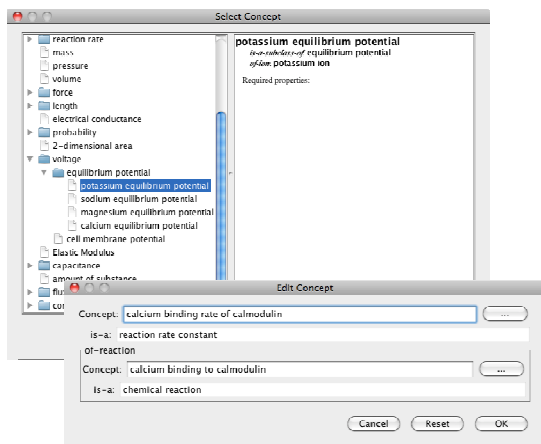 Select Concept
reaction rate
mass
pressure
volume
force
length
electrical conductance
probability
2-dimensional area
voltage
equilibrium potential
potassium equilibrium potential
sodium equilibrium potential
magnesium equilibrium potential
calcium equilibrium potential
cell membrane potential
Elastic Modulus
capacitance
amount of substance
flu
co
potassium equilibrium potential
is-a-subclass-of equilibrium potential
of-ion: potassium ion
Required properties:
Edit Concept
Concept: calcium binding rate of calmodulin ...
is-a: reaction rate constant
of-reaction
Concept: calcium binding to calmodulin ...
is-a: chemical reaction
Cancel Reset OK